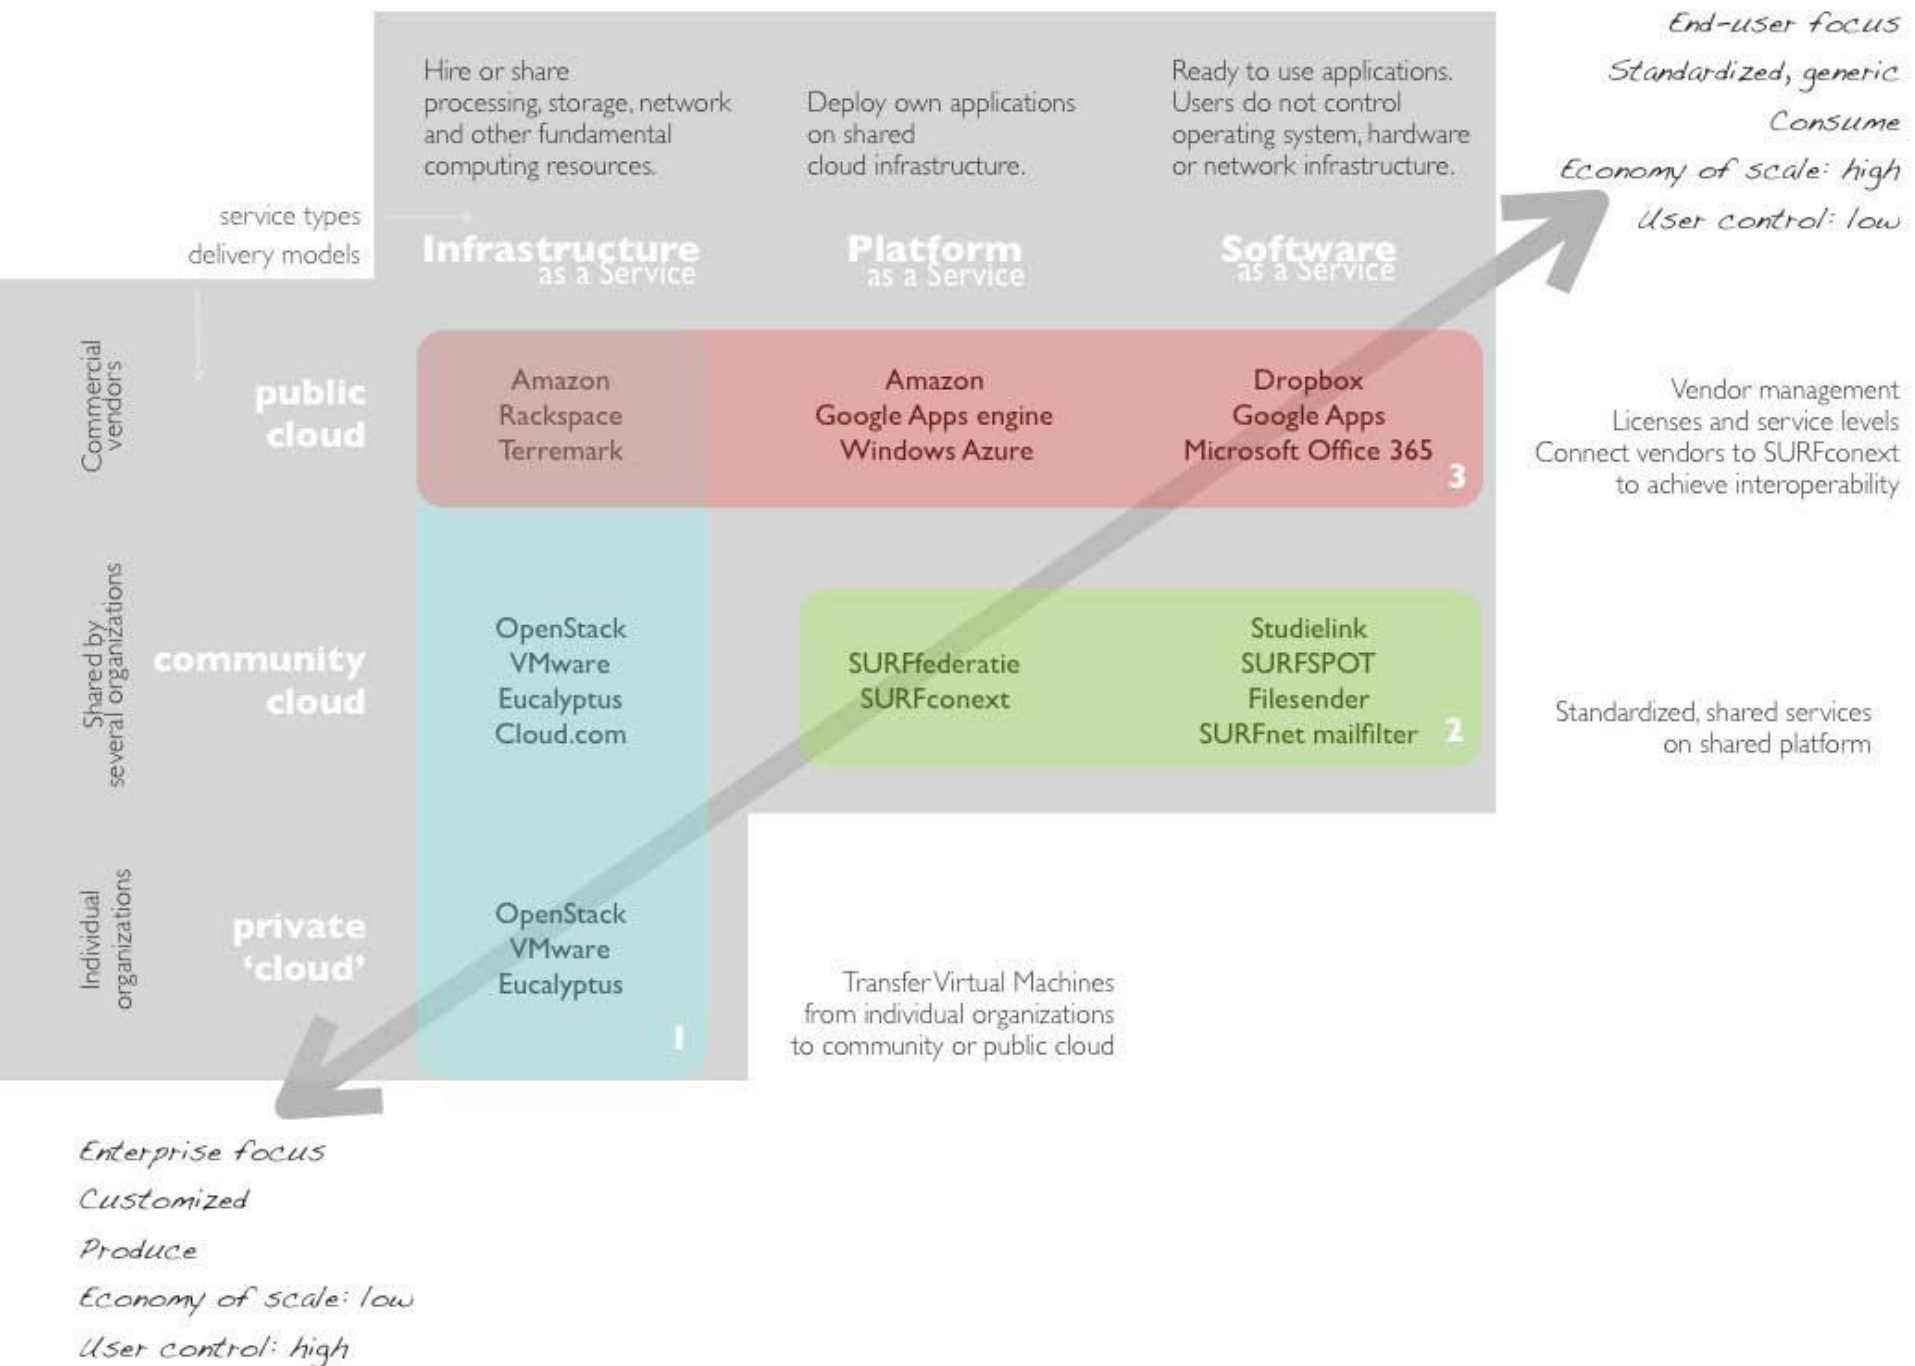 End-user focus
Standardized, generic
Consume
Economy of scale: high
User control: low
Hire or share
processing, storage, network
and other fundamental
computing resources.
Deploy own applications
on shared
cloud infrastructure.
Ready to use applications.
Users do not control
operating system, hardware
or network infrastructure.
service types
delivery models
Infrastructure
as a Service
Platform
as a Service
Software
as a Service
Commercial
vendors
public
cloud
Amazon
Rackspace
Terremark
Amazon
Google Apps engine
Windows Azure
Dropbox
Google Apps
Microsoft Office 365
3
Vendor management
Licenses and service levels
Connect vendors to SURFconext
to achieve interoperability
Shared by
several organizations
community
cloud
OpenStack
VMware
Eucalyptus
Cloud.com
SURFfederatie
SURFconext
Studielink
SURFSPOT
Filesender
SURFnet mailfilter
2
Standardized, shared services
on shared platform
Individual
organizations
private
‘cloud’
OpenStack
VMware
Eucalyptus
1
Transfer Virtual Machines
from individual organizations
to community or public cloud
Enterprise focus
Customized
Produce
Economy of scale: low
User control: high